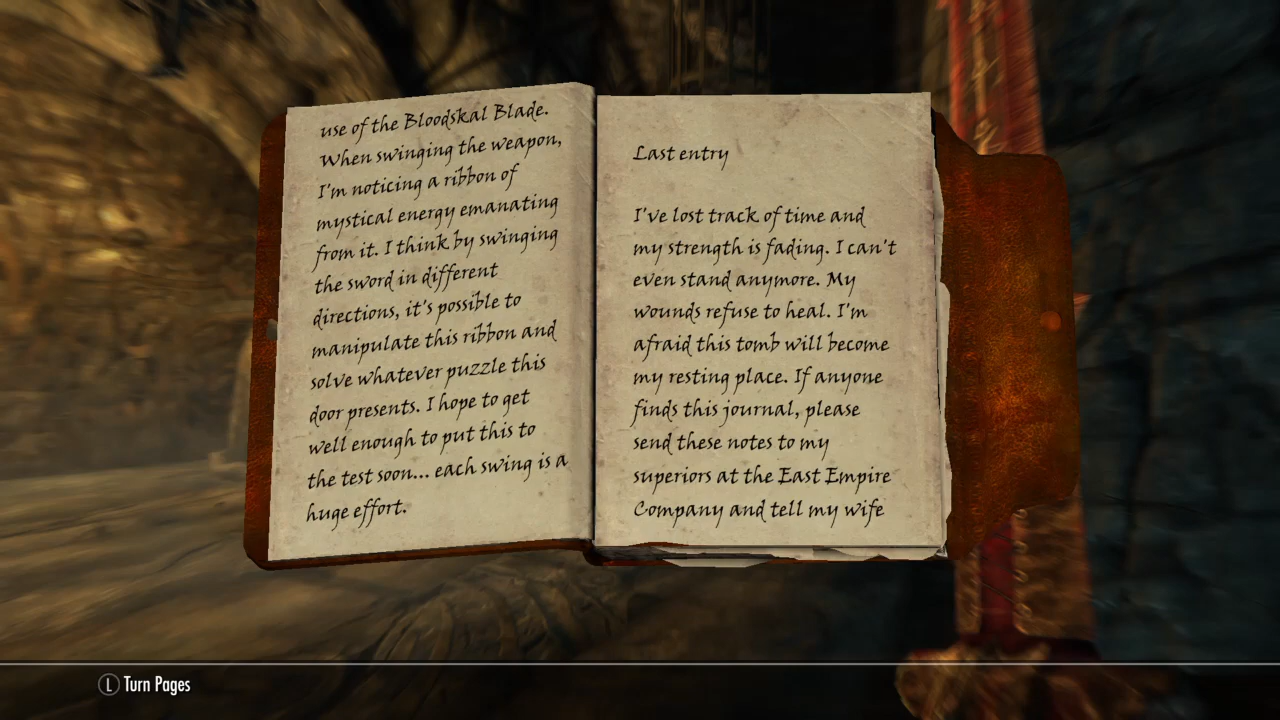 use of the Bloodskal Blade.
When swinging the weapon,
I'm noticing a ribbon of
mystical energy emanating
from it. I think by swinging
the sword in different
directions, it's possible to
manipulate this ribbon and
solve whatever puzzle this
door presents. I hope to get
well enough to put this to
the test soon... each swing is a
huge effort.
Last entry
I've lost track of time and
my strength is fading. I can't
even stand anymore. My
wounds refuse to heal. I'm
afraid this tomb will become
my resting place. If anyone
finds this journal, please
send these notes to my
superiors at the East Empire
Company and tell my wife
L Turn Pages